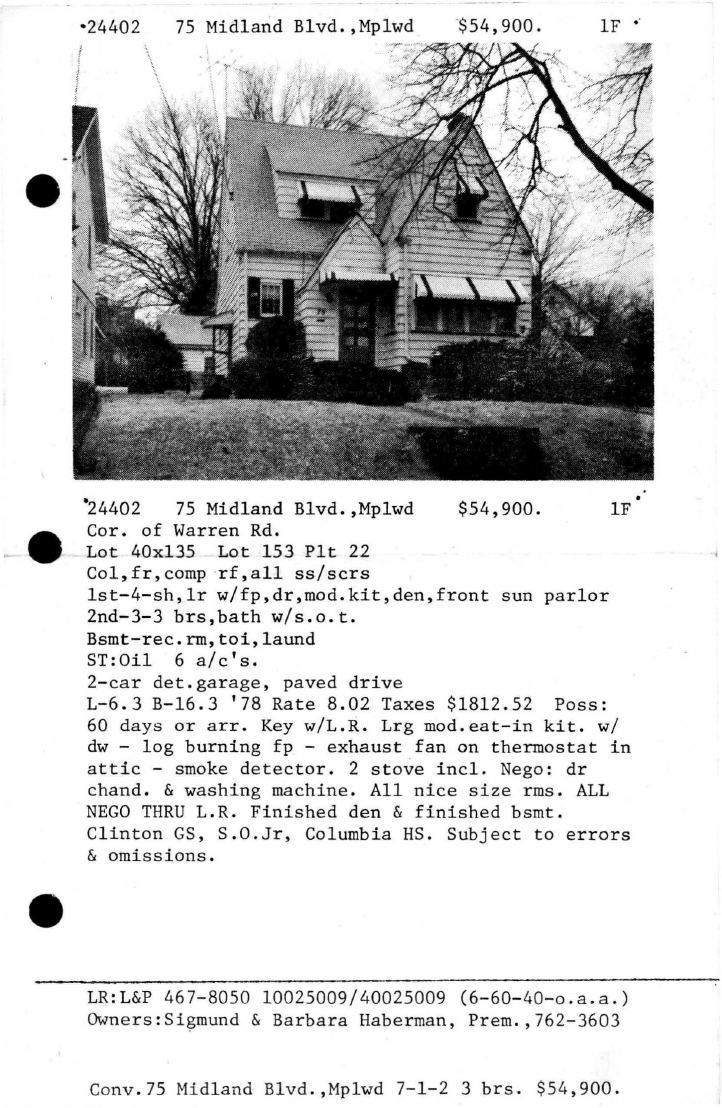 24402 75 Midland Blvd.,Mplwd $54,900. 1F
24402 75 Midland Blvd.,Mplwd $54,900. 1F
Cor. of Warren Rd.
Lot 40x135 Lot 153 Plt 22
Col,fr,comp rf,all ss/scrs
1st-4-sh,lr w/fp,dr,mod.kit,den,front sun parlor
2nd-3-3 brs,bath w/s.o.t.
Bsmt-rec.rm,toi,laund
ST:Oil 6 a/c's.
2-car det.garage, paved drive
L-6.3 B-16.3 '78 Rate 8.02 Taxes $1812.52 Poss:
60 days or arr. Key w/L.R. Lrg mod.eat-in kit. w/
dw - log burning fp - exhaust fan on thermostat in
attic - smoke detector. 2 stove incl. Nego: dr
chand. & washing machine. All nice size rms. ALL
NEGO THRU L.R. Finished den & finished bsmt.
Clinton GS, S.O.Jr, Columbia HS. Subject to errors
& omissions.
LR:L&P 467-8050 10025009/40025009 (6-60-40-o.a.a.)
Owners:Sigmund & Barbara Haberman, Prem.,762-3603
Conv.75 Midland Blvd.,Mplwd 7-1-2 3 brs. $54,900.